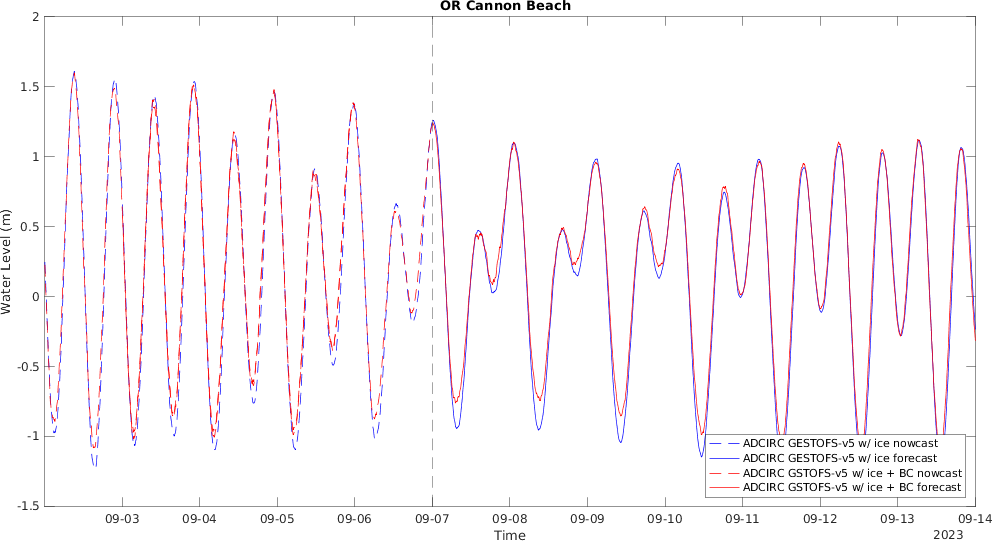 OR Cannon Beach
2
1.5
1
0.5
0
-0.5
-1
-1.5
Water Level (m)
ADCIRC GESTOFS-v5 w/ ice nowcast
ADCIRC GESTOFS-v5 w/ ice forecast
ADCIRC GSTOFS-v5 w/ ice + BC nowcast
ADCIRC GSTOFS-v5 w/ ice + BC forecast
09-03 09-04 09-05 09-06 09-07 09-08 09-09 09-10 09-11 09-12 09-13 09-14
Time
2023